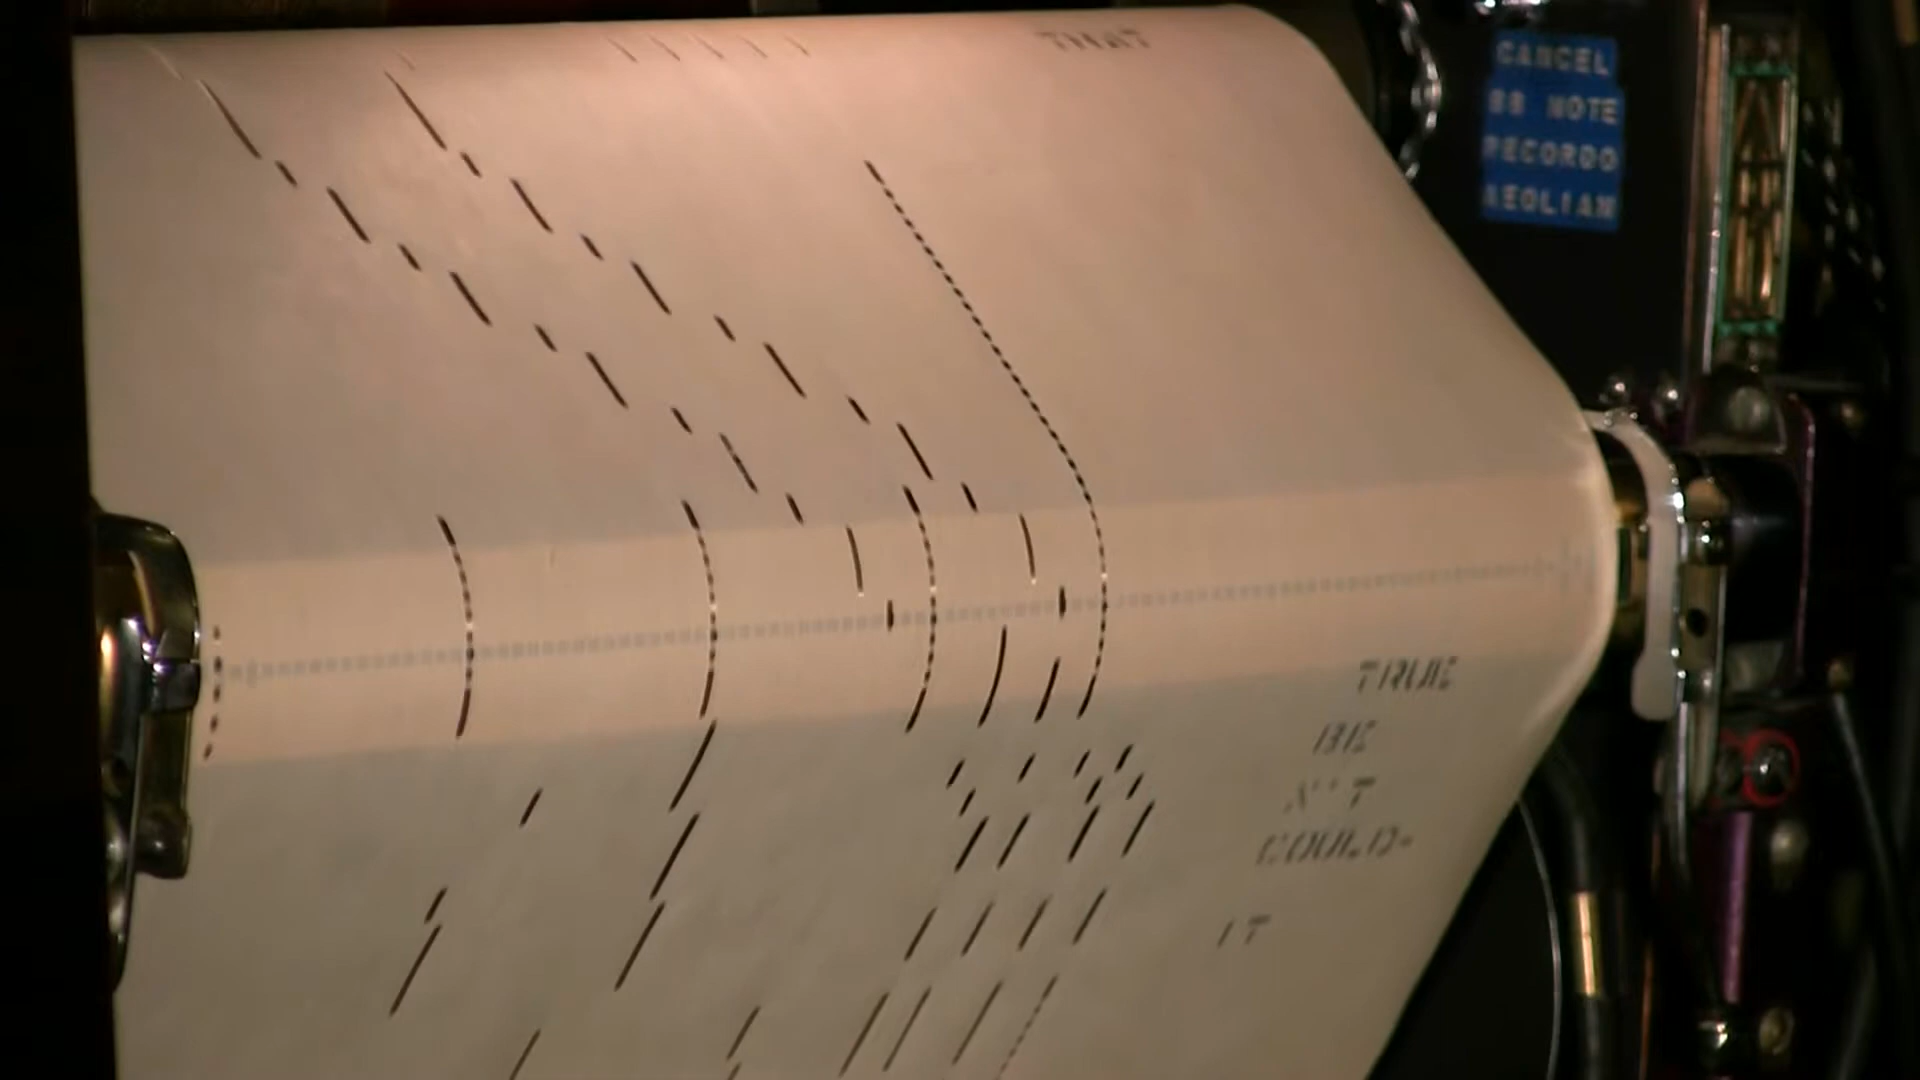 THAT
CANCEL
88 NOTE
RECORDO
AEOLIAN
TRUE
BE
N'T
COULD-
IT